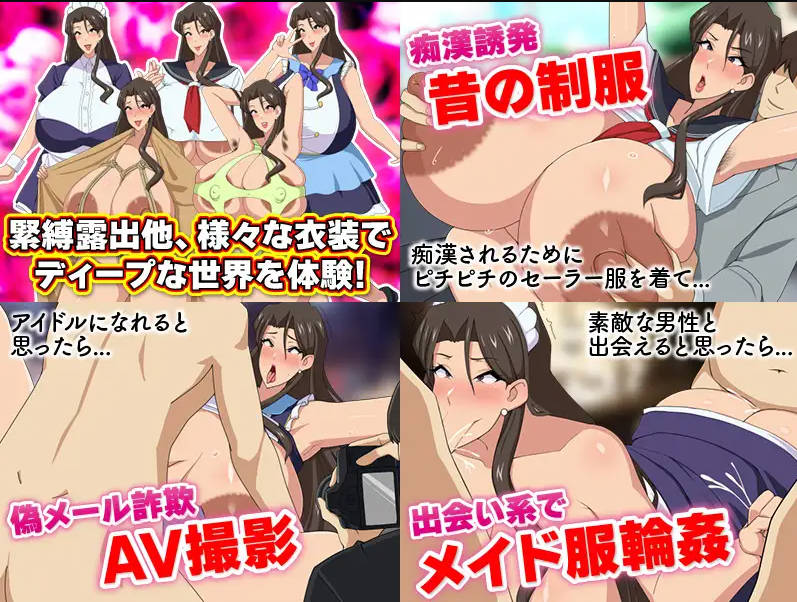 緊縛露出他、様々な衣装で
ディープな世界を体験!
痴漢誘発
昔の制服
痴漢されるために
ピチピチのセーラー服を着て…
アイドルになれると
思ったら…
偽メール詐欺
AV撮影
素敵な男性と
出会えると思ったら…
出会い系で
メイド服輪姦